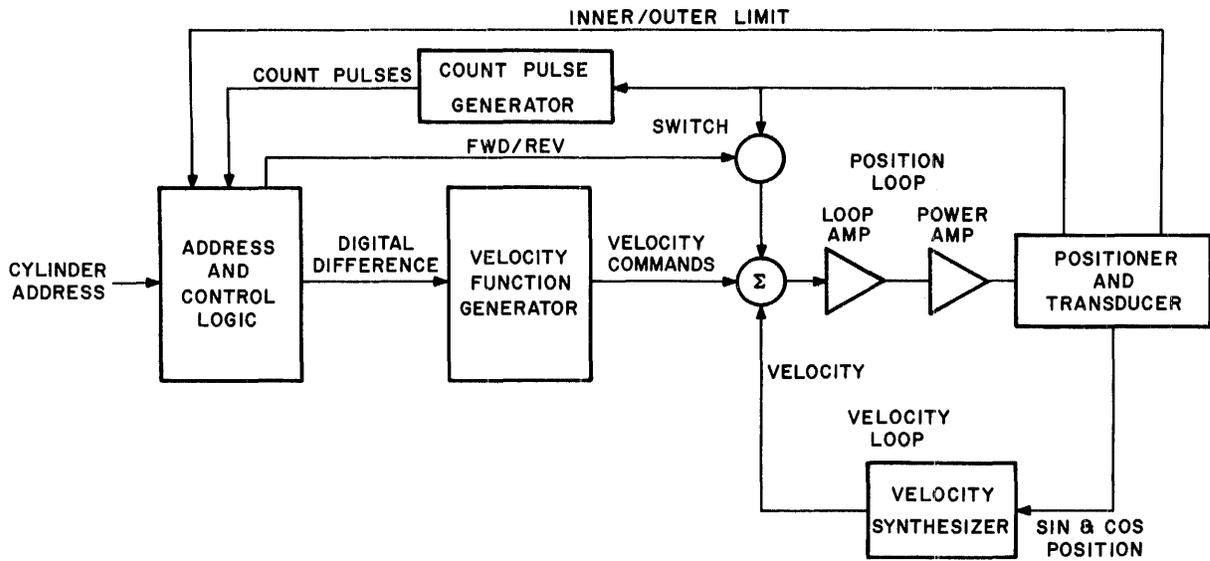 INNER/OUTER LIMIT
COUNT PULSES
COUNT PULSE
GENERATOR
SWITCH
FWD/REV
POSITION
LOOP
LOOP
AMP
POWER
AMP
CYLINDER
ADDRESS
ADDRESS
AND
CONTROL
LOGIC
DIGITAL
DIFFERENCE
VELOCITY
FUNCTION
GENERATOR
VELOCITY
COMMANDS
Σ
POSITIONER
AND
TRANSDUCER
VELOCITY
VELOCITY
LOOP
VELOCITY
SYNTHESIZER
SIN & COS
POSITION